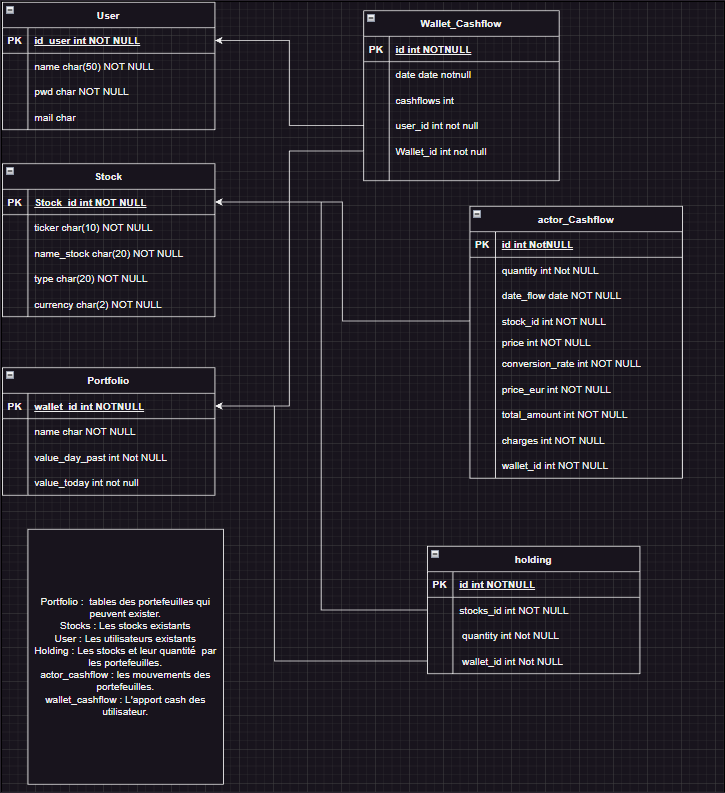 User
PK
id_user int NOT NULL
name char(50) NOT NULL
pwd char NOT NULL
mail char
Wallet_Cashflow
PK
id int NOTNULL
date date notnull
cashflows int
user_id int not null
Wallet_id int not null
Stock
PK
Stock_id int NOT NULL
ticker char(10) NOT NULL
name_stock char(20) NOT NULL
type char(20) NOT NULL
currency char(2) NOT NULL
actor_Cashflow
PK
id int NotNULL
quantity int Not NULL
date_flow date NOT NULL
stock_id int NOT NULL
price int NOT NULL
conversion_rate int NOT NULL
price_eur int NOT NULL
total_amount int NOT NULL
charges int NOT NULL
wallet_id int NOT NULL
Portfolio
PK
wallet_id int NOTNULL
name char NOT NULL
value_day_past int Not NULL
value_today int not null
holding
PK
id int NOTNULL
stocks_id int NOT NULL
quantity int Not NULL
wallet_id int Not NULL
Portfolio : tables des portefeuilles qui
peuvent exister.
Stocks : Les stocks existants
User : Les utilisateurs existants
Holding : Les stocks et leur quantité par
les portefeuilles.
actor_cashflow : les mouvements des
portefeuilles.
wallet_cashflow : L'apport cash des
utilisateur.